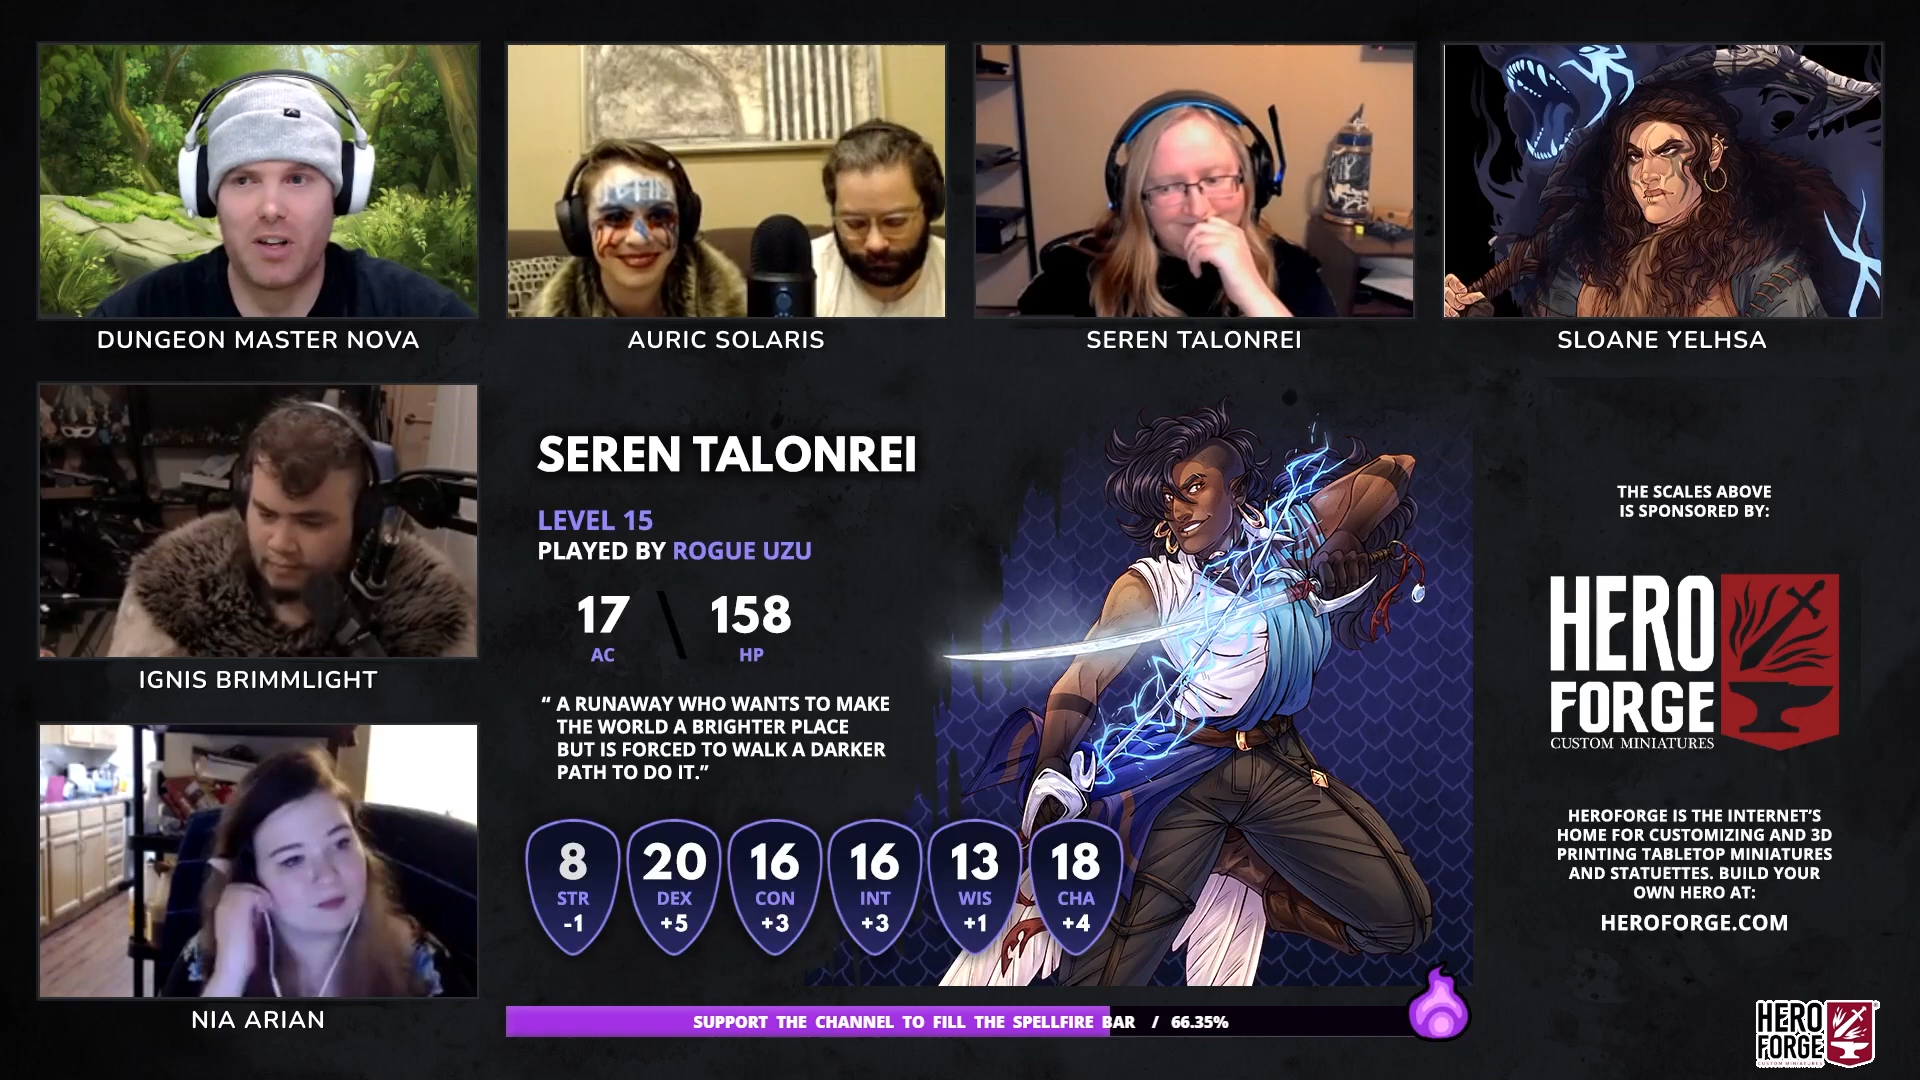 DUNGEON MASTER NOVA
AURIC SOLARIS
SEREN TALONREI
SLOANE YELHSA
IGNIS BRIMMLIGHT
NIA ARIAN
SEREN TALONREI
LEVEL 15
PLAYED BY ROGUE UZU
17
AC
158
HP
“ A RUNAWAY WHO WANTS TO MAKE
THE WORLD A BRIGHTER PLACE
BUT IS FORCED TO WALK A DARKER
PATH TO DO IT.”
8
STR
-1
20
DEX
+5
16
CON
+3
16
INT
+3
13
WIS
+1
18
CHA
+4
SUPPORT THE CHANNEL TO FILL THE SPELLFIRE BAR / 66.35%
THE SCALES ABOVE
IS SPONSORED BY:
HERO
FORGE
CUSTOM MINIATURES
HEROFORGE IS THE INTERNET'S
HOME FOR CUSTOMIZING AND 3D
PRINTING TABLETOP MINIATURES
AND STATUETTES. BUILD YOUR
OWN HERO AT:
HEROFORGE.COM
HERO
FORGE
CUSTOM MINIATURES